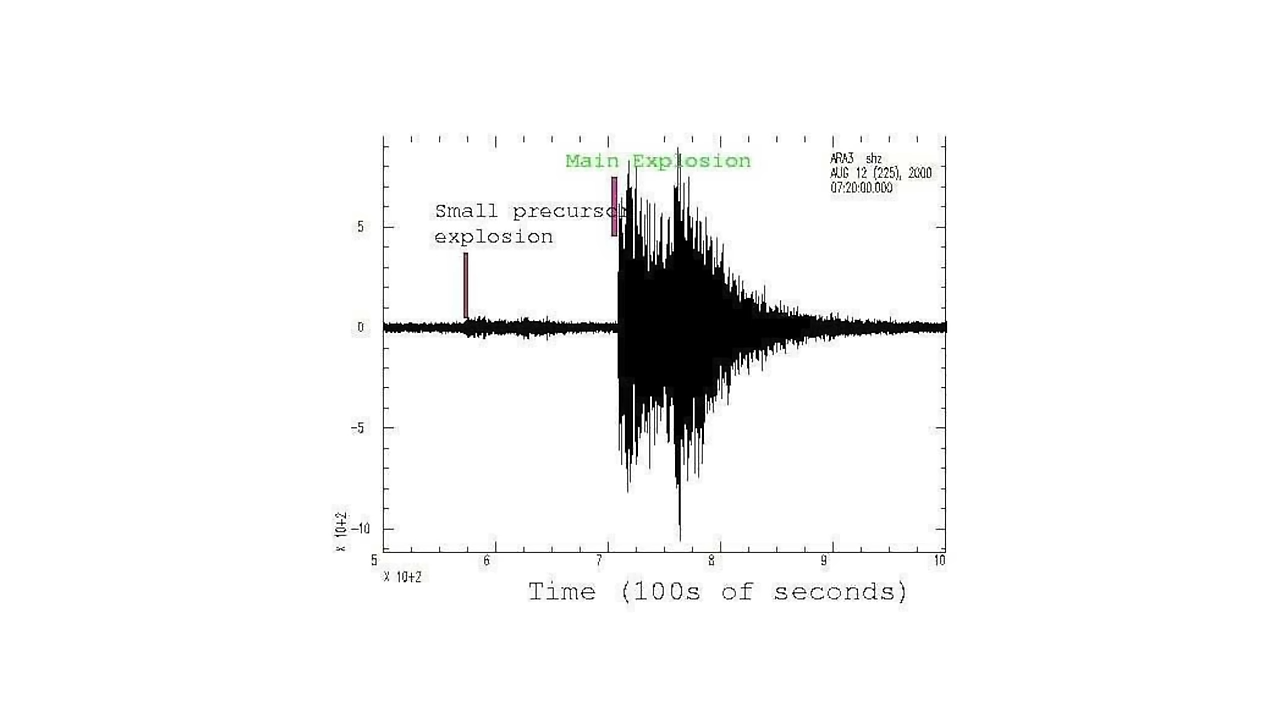 Main Explosion
ARA3 shz
AUG 12 (225), 2000
07:20:00.000
Small precursor
explosion
5
0
-5
-10
x 10+2
5 6 7 8 9 10
x 10+2
Time (100s of seconds)